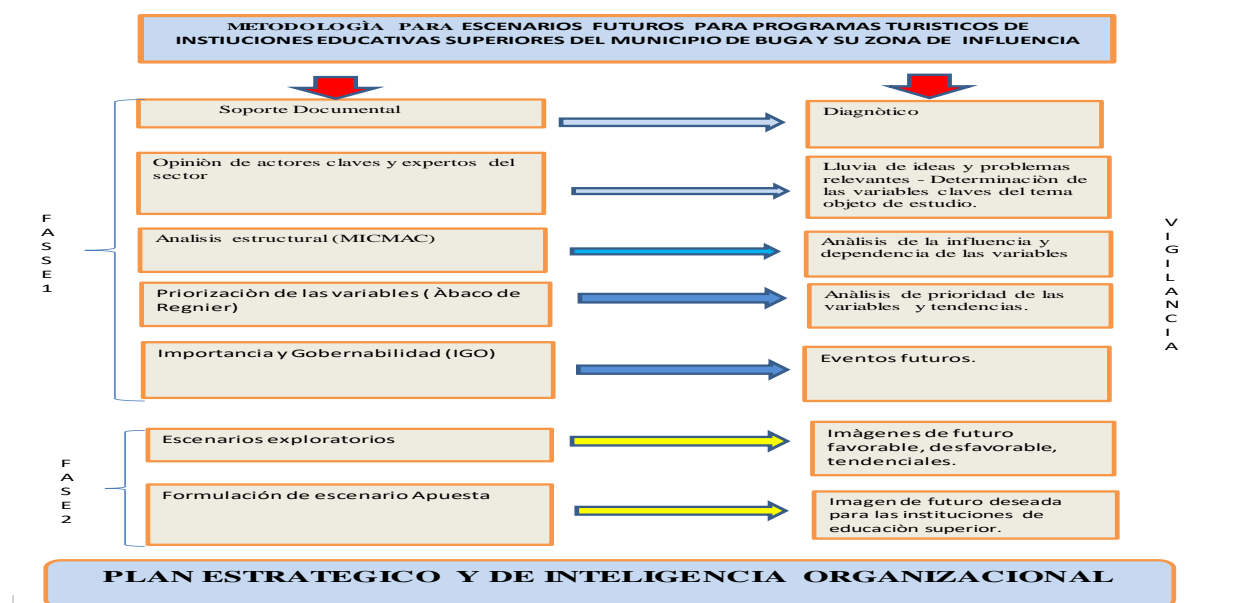 METODOLOGÌA PARA ESCENARIOS FUTUROS PARA PROGRAMAS TURISTICOS DE
INSTIUCIONES EDUCATIVAS SUPERIORES DEL MUNICIPIO DE BUGA Y SU ZONA DE INFLUENCIA
FASSE1
Soporte Documental
Diagnòtico
Opiniòn de actores claves y expertos del
sector
Lluvia de ideas y problemas
relevantes - Determinaciòn de
las variables claves del tema
objeto de estudio.
Analisis estructural (MICMAC)
Anàlisis de la influencia y
dependencia de las variables
Priorizaciòn de las variables ( Àbaco de
Regnier)
Anàlisis de prioridad de las
variables y tendencias.
Importancia y Gobernabilidad (IGO)
Eventos futuros.
VIGILANCIA
FASE2
Escenarios exploratorios
Imàgenes de futuro
favorable, desfavorable,
tendenciales.
Formulación de escenario Apuesta
Imagen de futuro deseada
para las instituciones de
educaciòn superior.
PLAN ESTRATEGICO Y DE INTELIGENCIA ORGANIZACIONAL